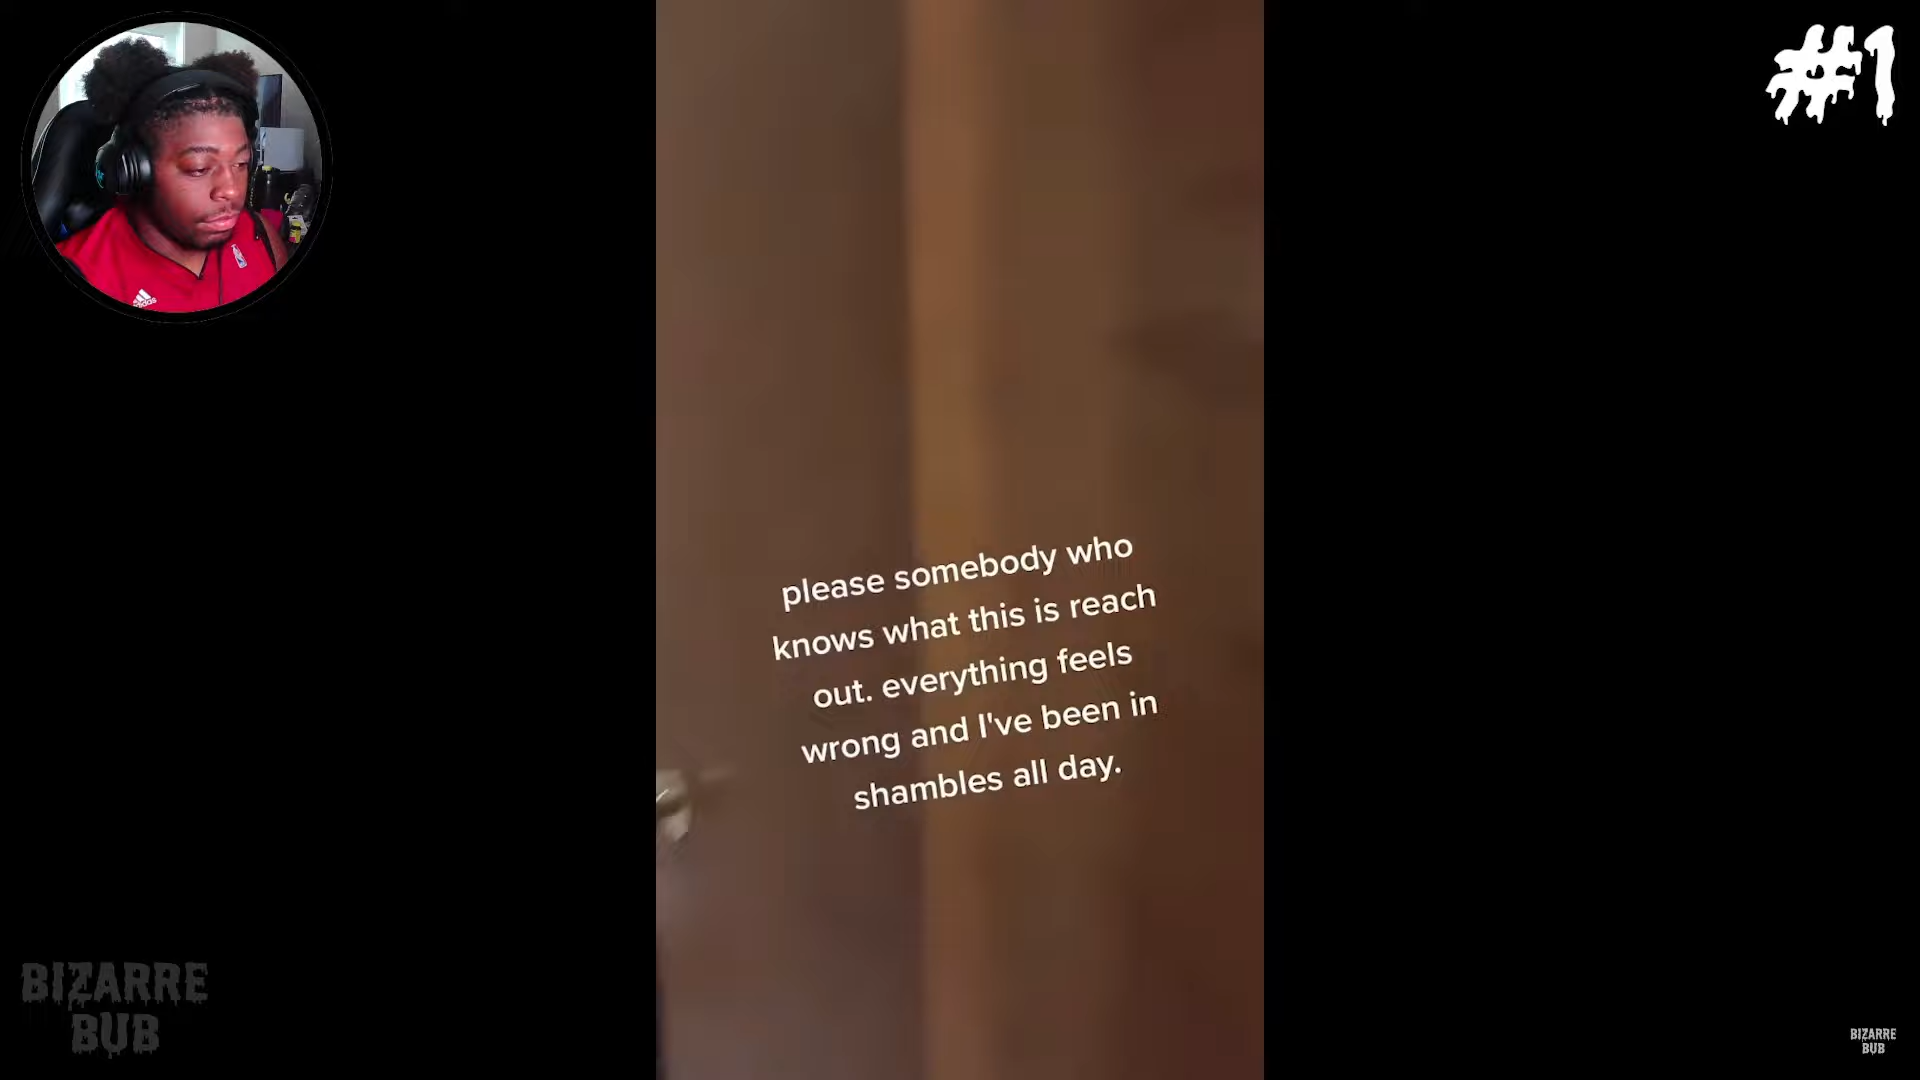 #1
please somebody who
knows what this is reach
out. everything feels
wrong and I've been in
shambles all day.
adidas
BIZARRE
BUB
BIZARRE
BUB